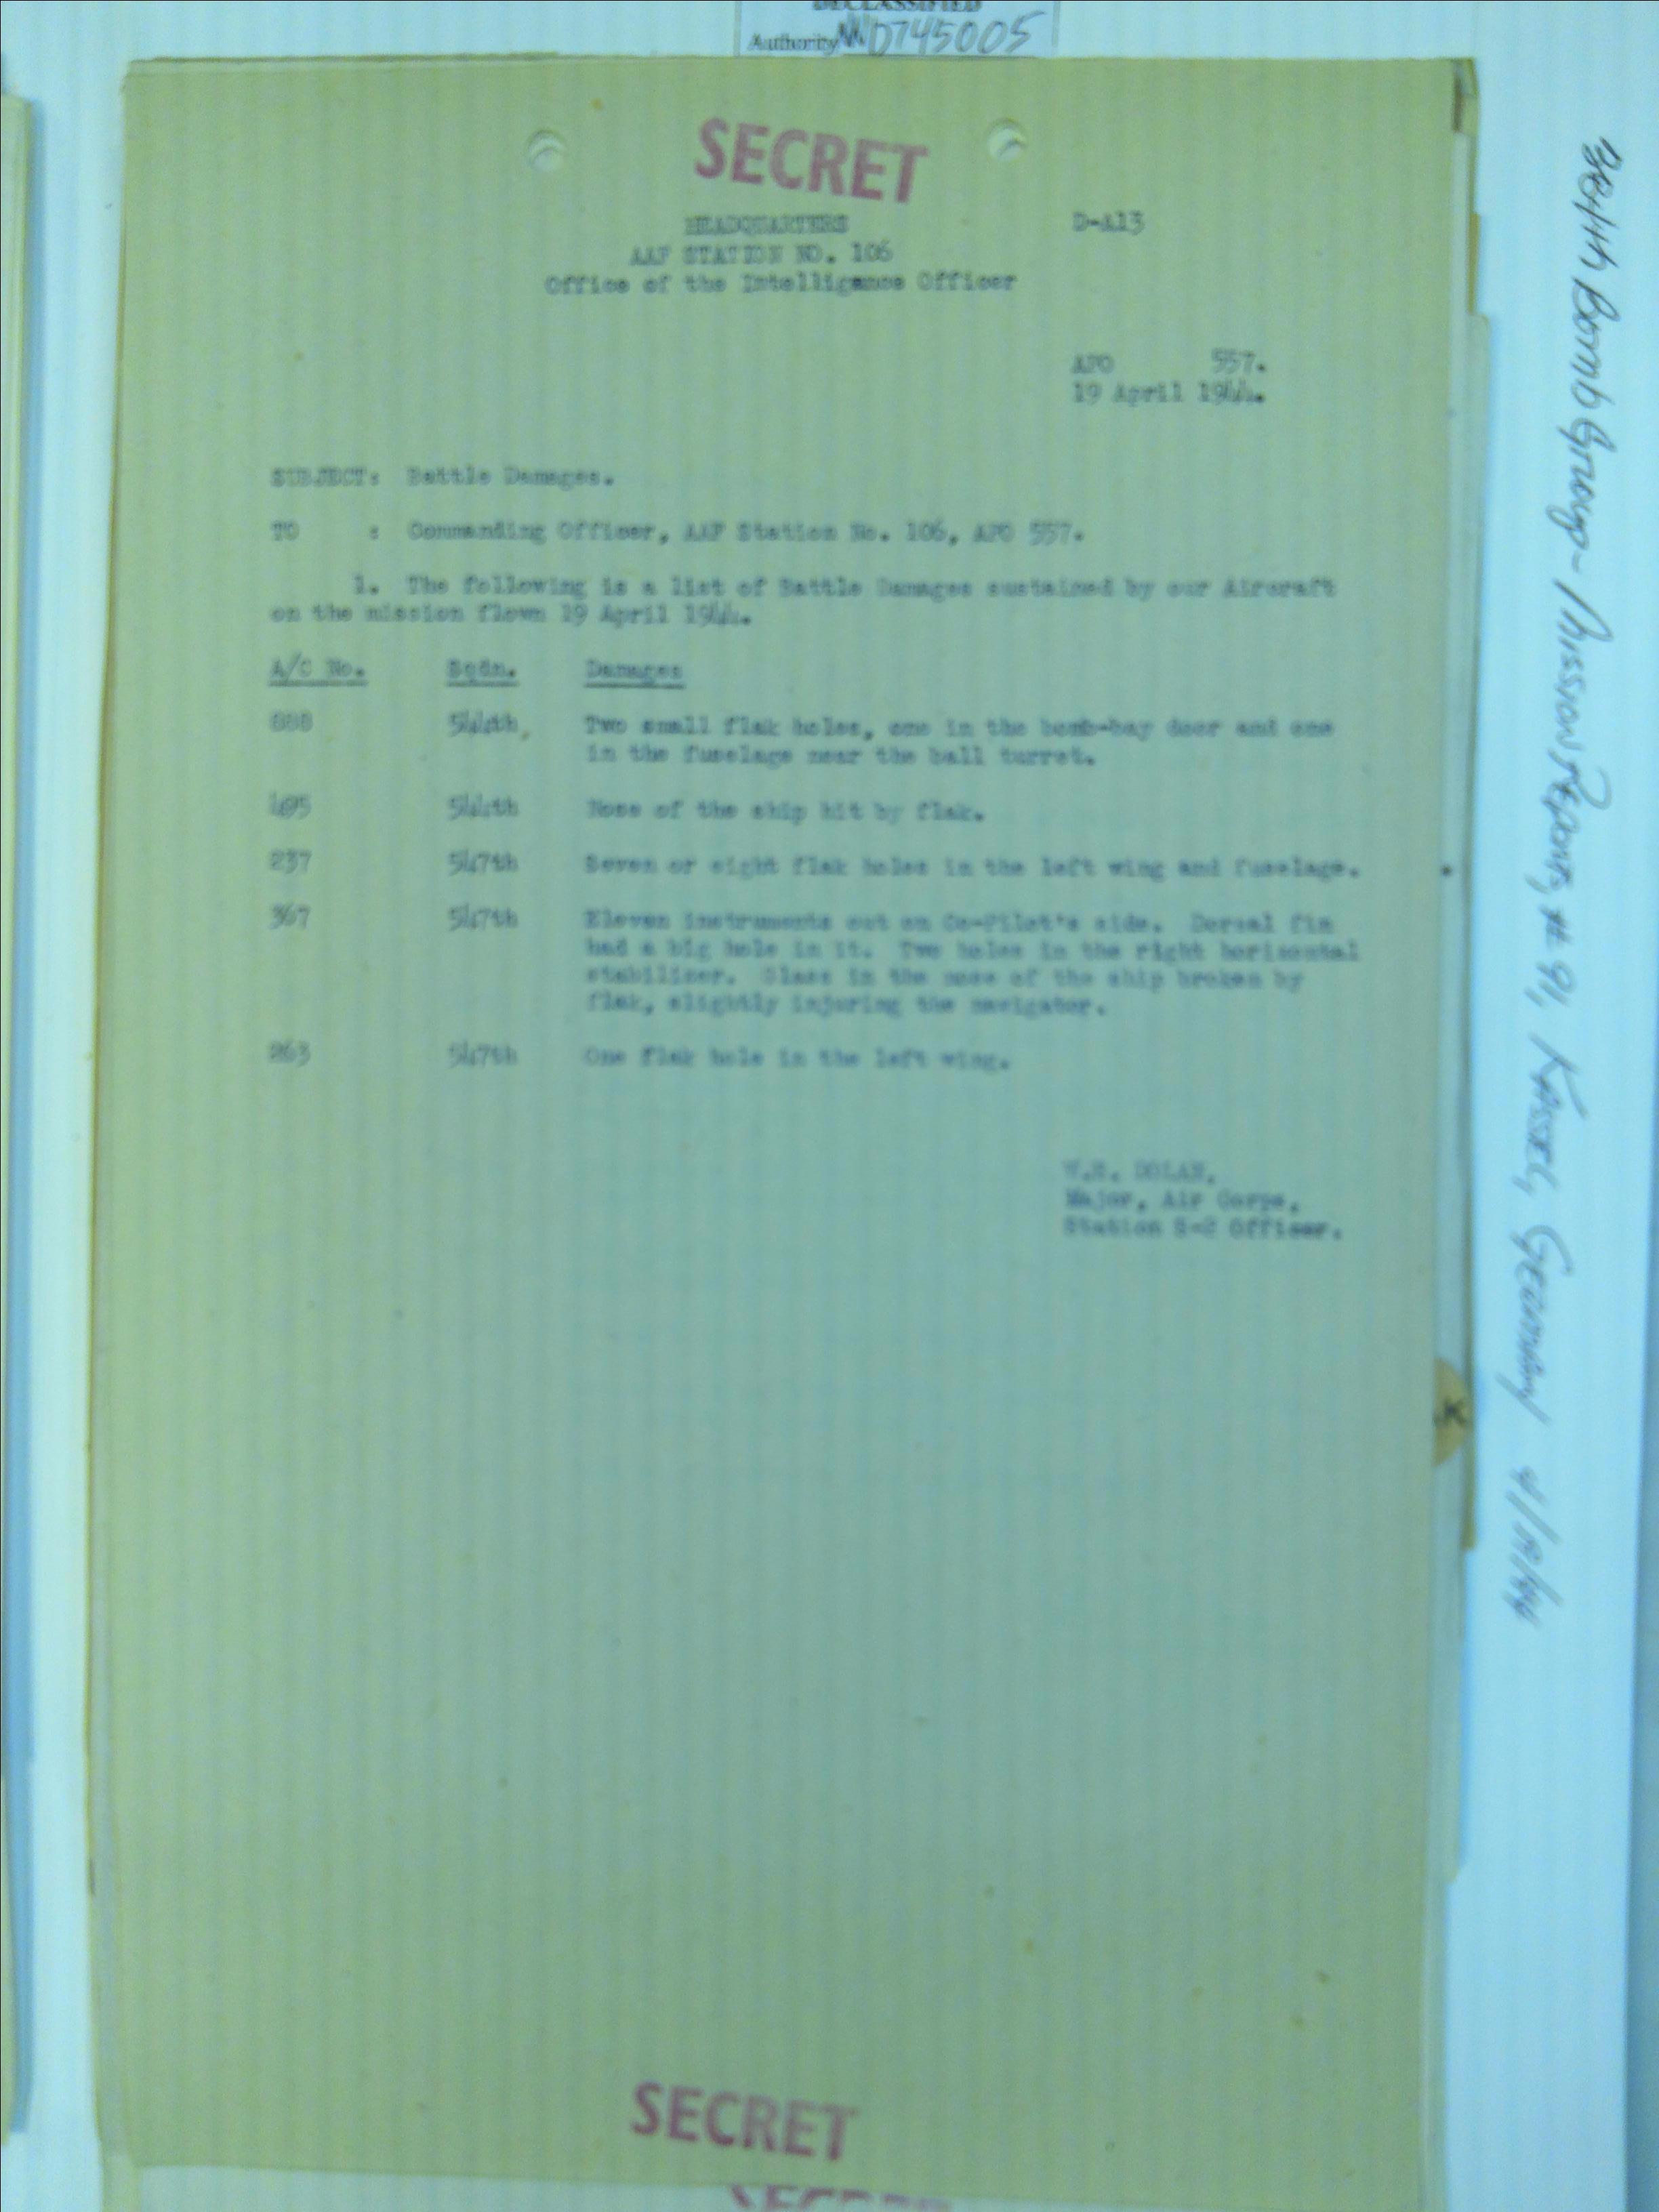 DECLASSIFIED
Authority NND745005
SECRET
HEADQUARTERS D-A13
AAF STATION NO. 106
Office of the Intelligence Officer
APO 557.
19 April 1944.
SUBJECT: Battle Damages.
TO : Commanding Officer, AAF Station No. 106, APO 557.
1. The following is a list of Battle Damages sustained by our Aircraft
on the mission flown 19 April 1944.
A/C No. Sqdn. Damages
888 544th, Two small flak holes, one in the bomb-bay door and one
in the fuselage near the ball turret.
495 544th Nose of the ship hit by flak.
237 547th Seven or eight flak holes in the left wing and fuselage.
367 547th Eleven instruments out on Co-Pilot's side. Dorsal fin
had a big hole in it. Two holes in the right horizontal
stabilizer. Glass in the nose of the ship broken by
flak, slightly injuring the navigator.
263 547th One flak hole in the left wing.
W.E. DOLAN,
Major, Air Corps,
Station S-2 Officer.
SECRET
SECRET
384th Bomb Group - Mission Reports, # 91, Kassel, Germany 4/19/44
K